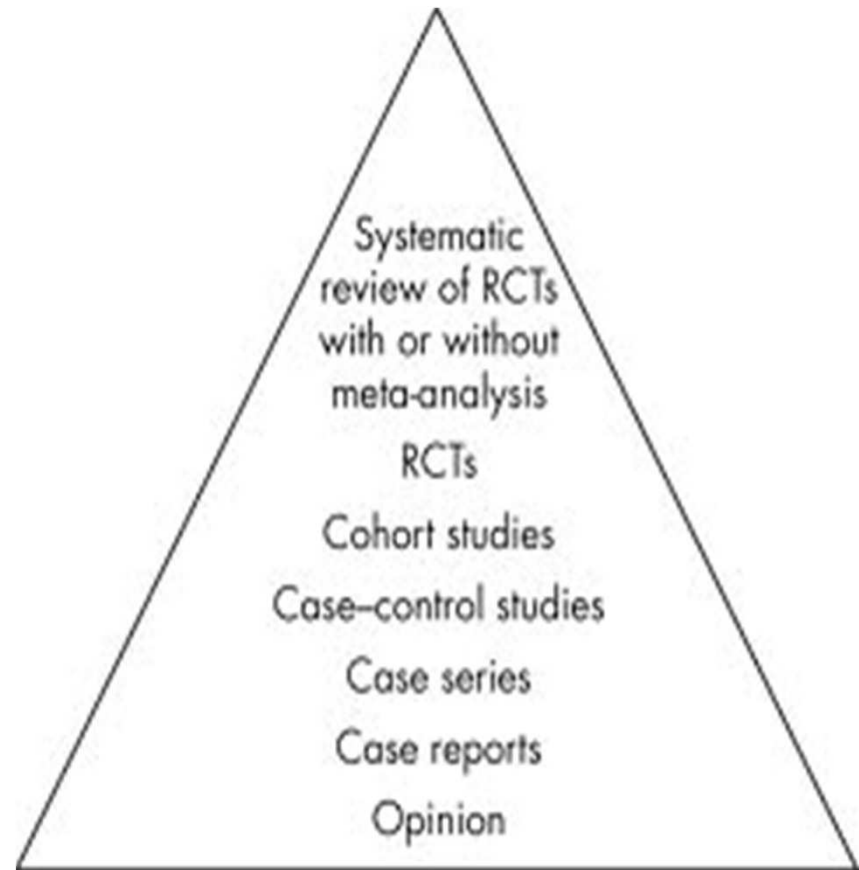 Systematic
review of RCTs
with or without
meta-analysis
RCTs
Cohort studies
Case–control studies
Case series
Case reports
Opinion